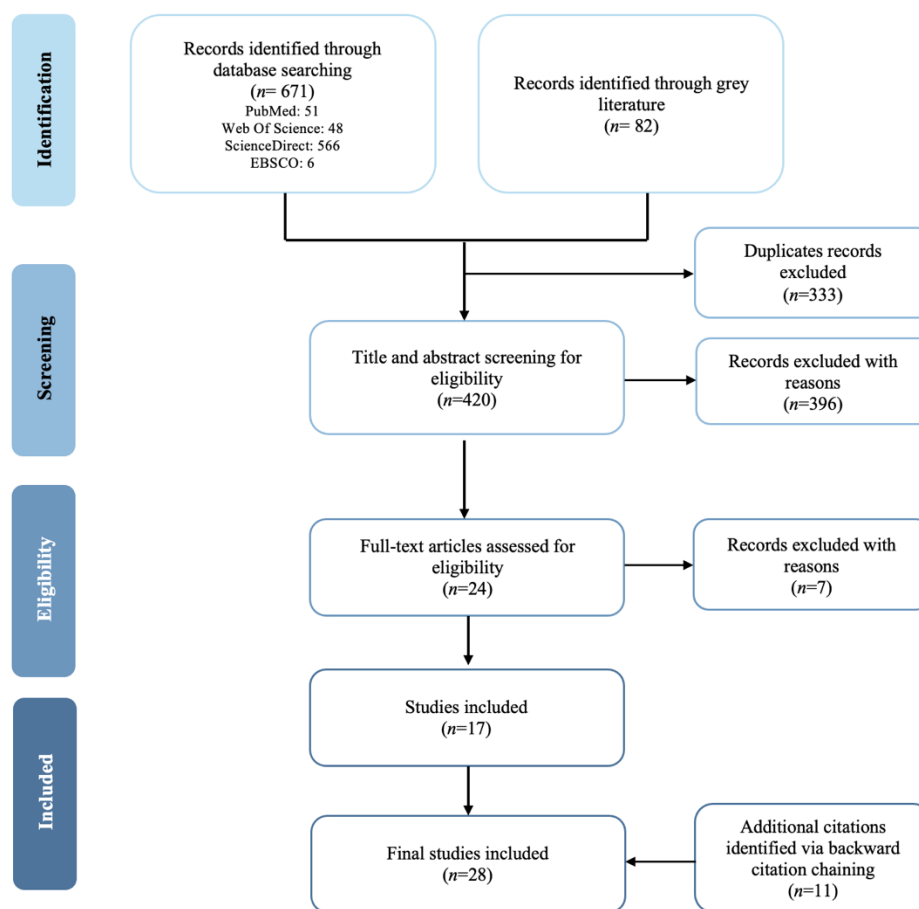 Identification
Records identified through
database searching
(n= 671)
PubMed: 51
Web Of Science: 48
ScienceDirect: 566
EBSCO: 6
Records identified through grey
literature
(n= 82)
Duplicates records
excluded
(n=333)
Screening
Title and abstract screening for
eligibility
(n=420)
Records excluded with
reasons
(n=396)
Eligibility
Full-text articles assessed for
eligibility
(n=24)
Records excluded with
reasons
(n=7)
Included
Studies included
(n=17)
Final studies included
(n=28)
Additional citations
identified via backward
citation chaining
(n=11)